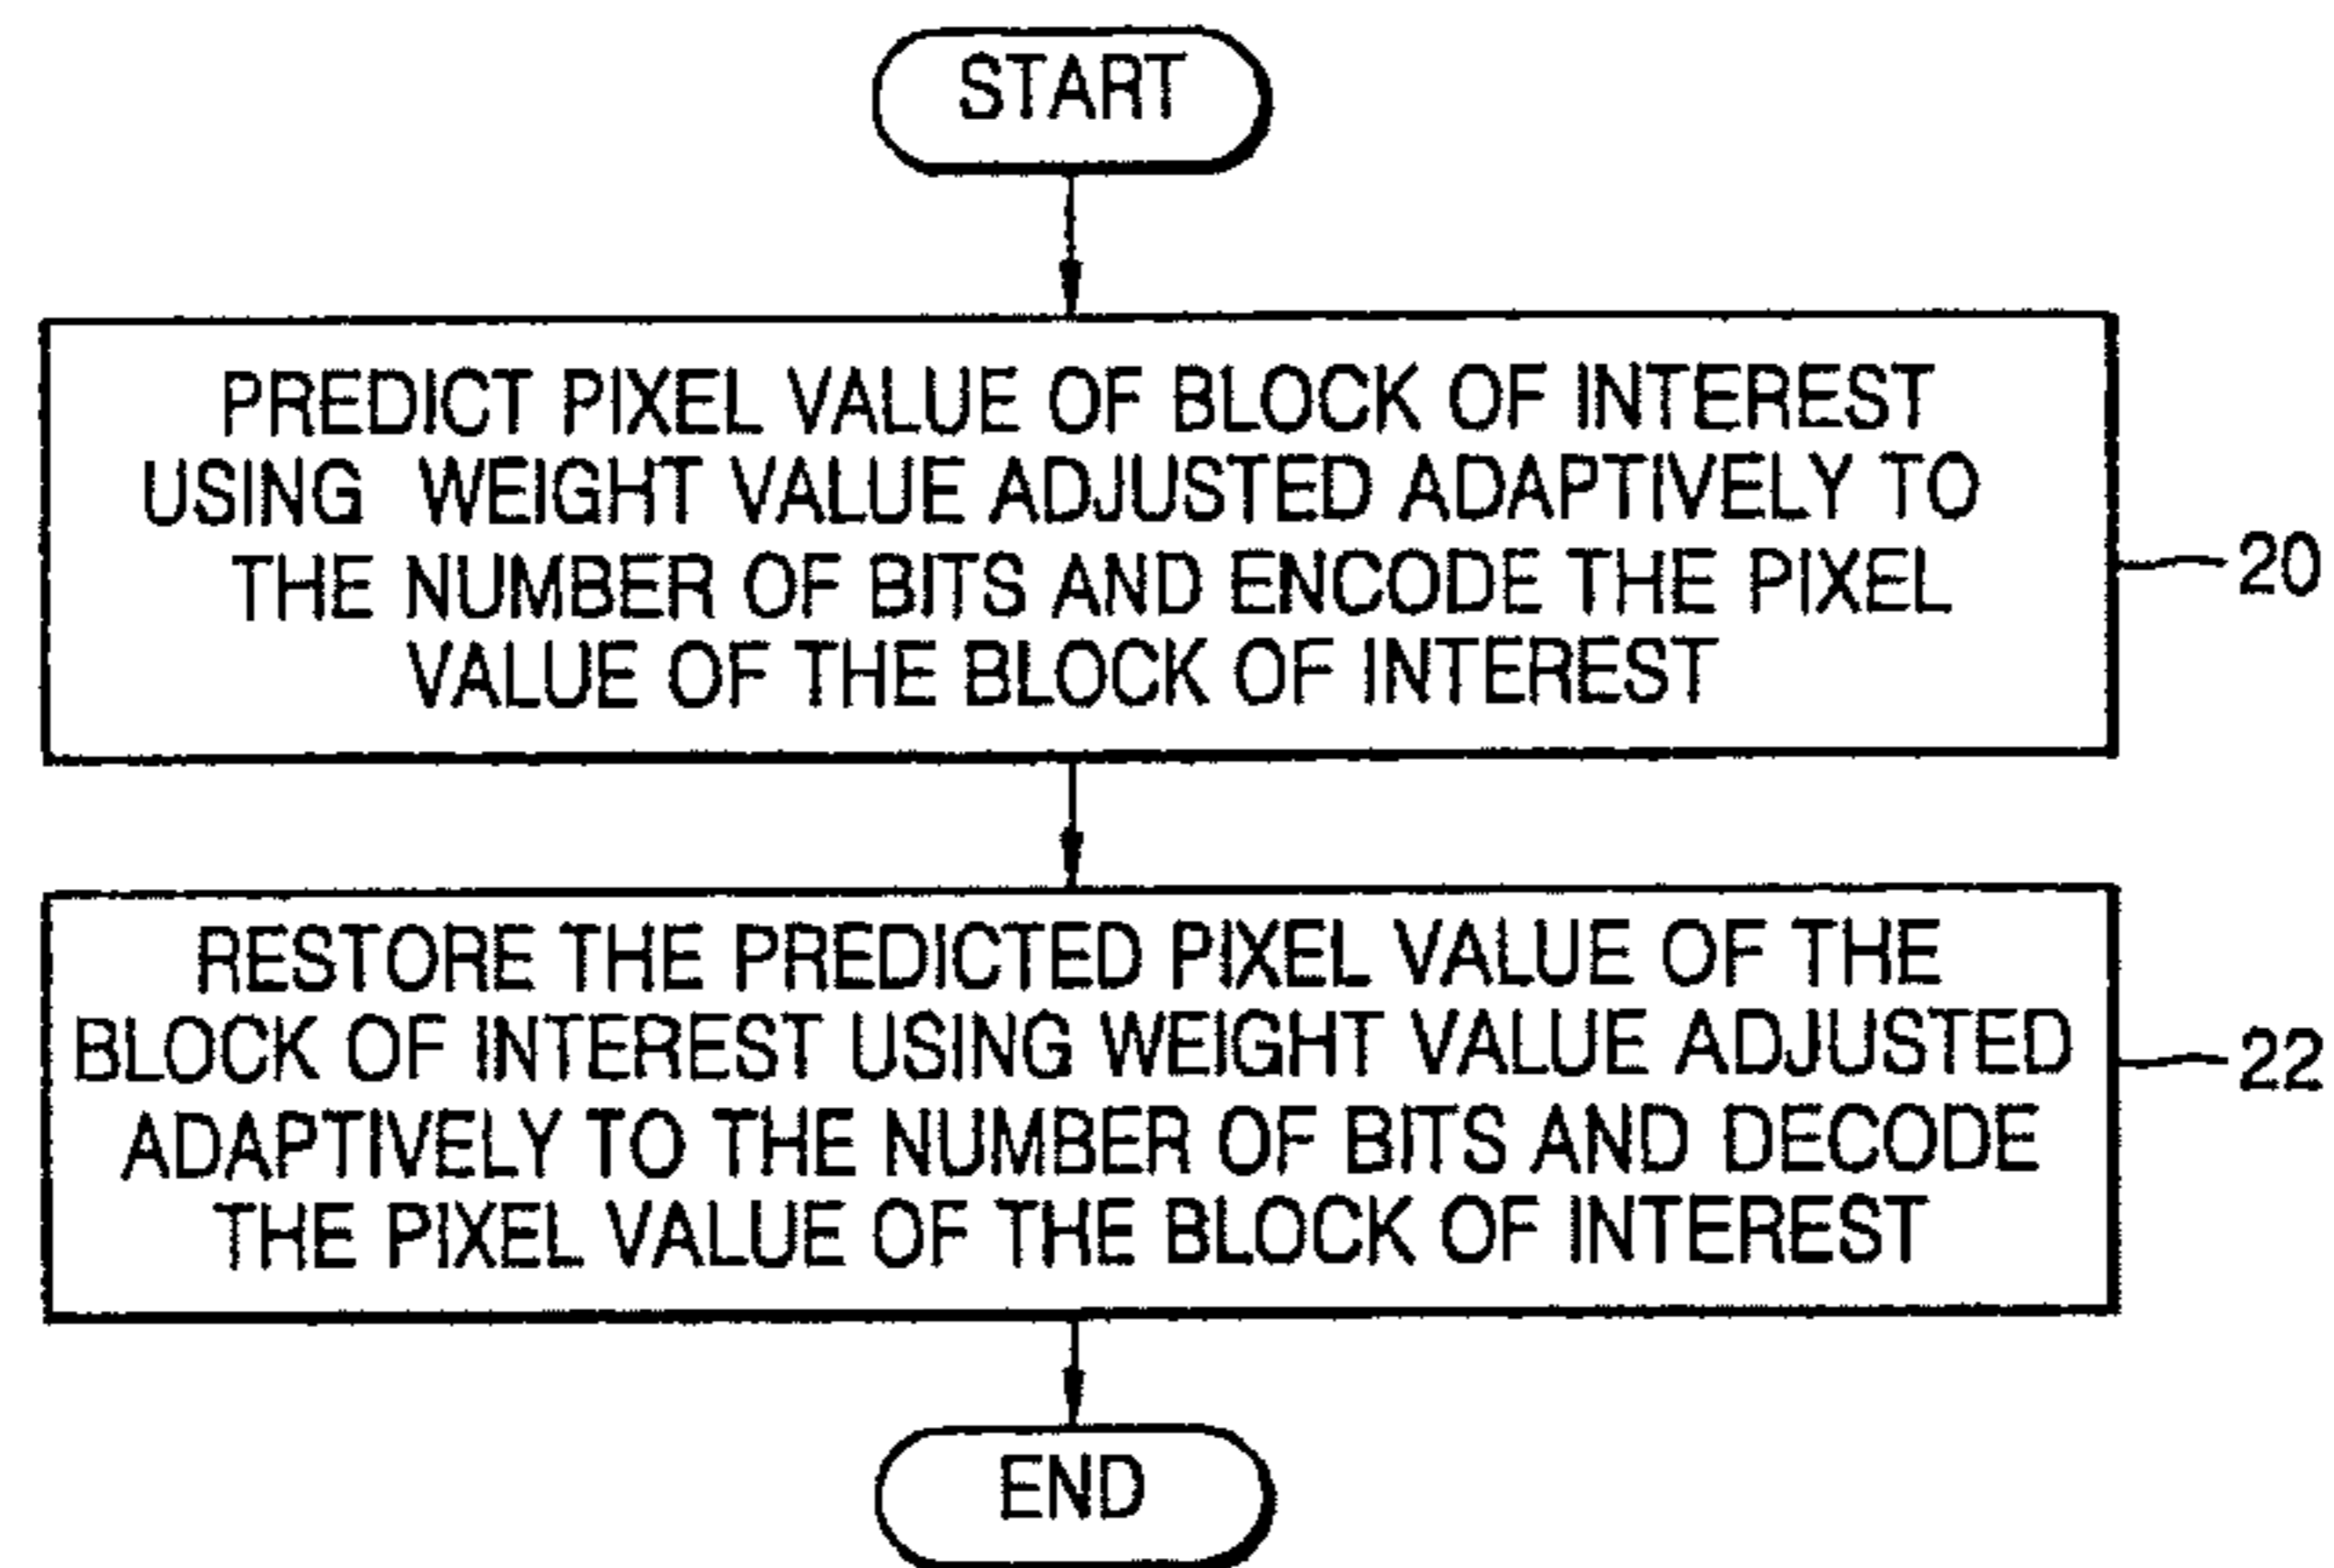 START
PREDICT PIXEL VALUE OF BLOCK OF INTEREST
USING WEIGHT VALUE ADJUSTED ADAPTIVELY TO
THE NUMBER OF BITS AND ENCODE THE PIXEL
VALUE OF THE BLOCK OF INTEREST
20
RESTORE THE PREDICTED PIXEL VALUE OF THE
BLOCK OF INTEREST USING WEIGHT VALUE ADJUSTED
ADAPTIVELY TO THE NUMBER OF BITS AND DECODE
THE PIXEL VALUE OF THE BLOCK OF INTEREST
22
END